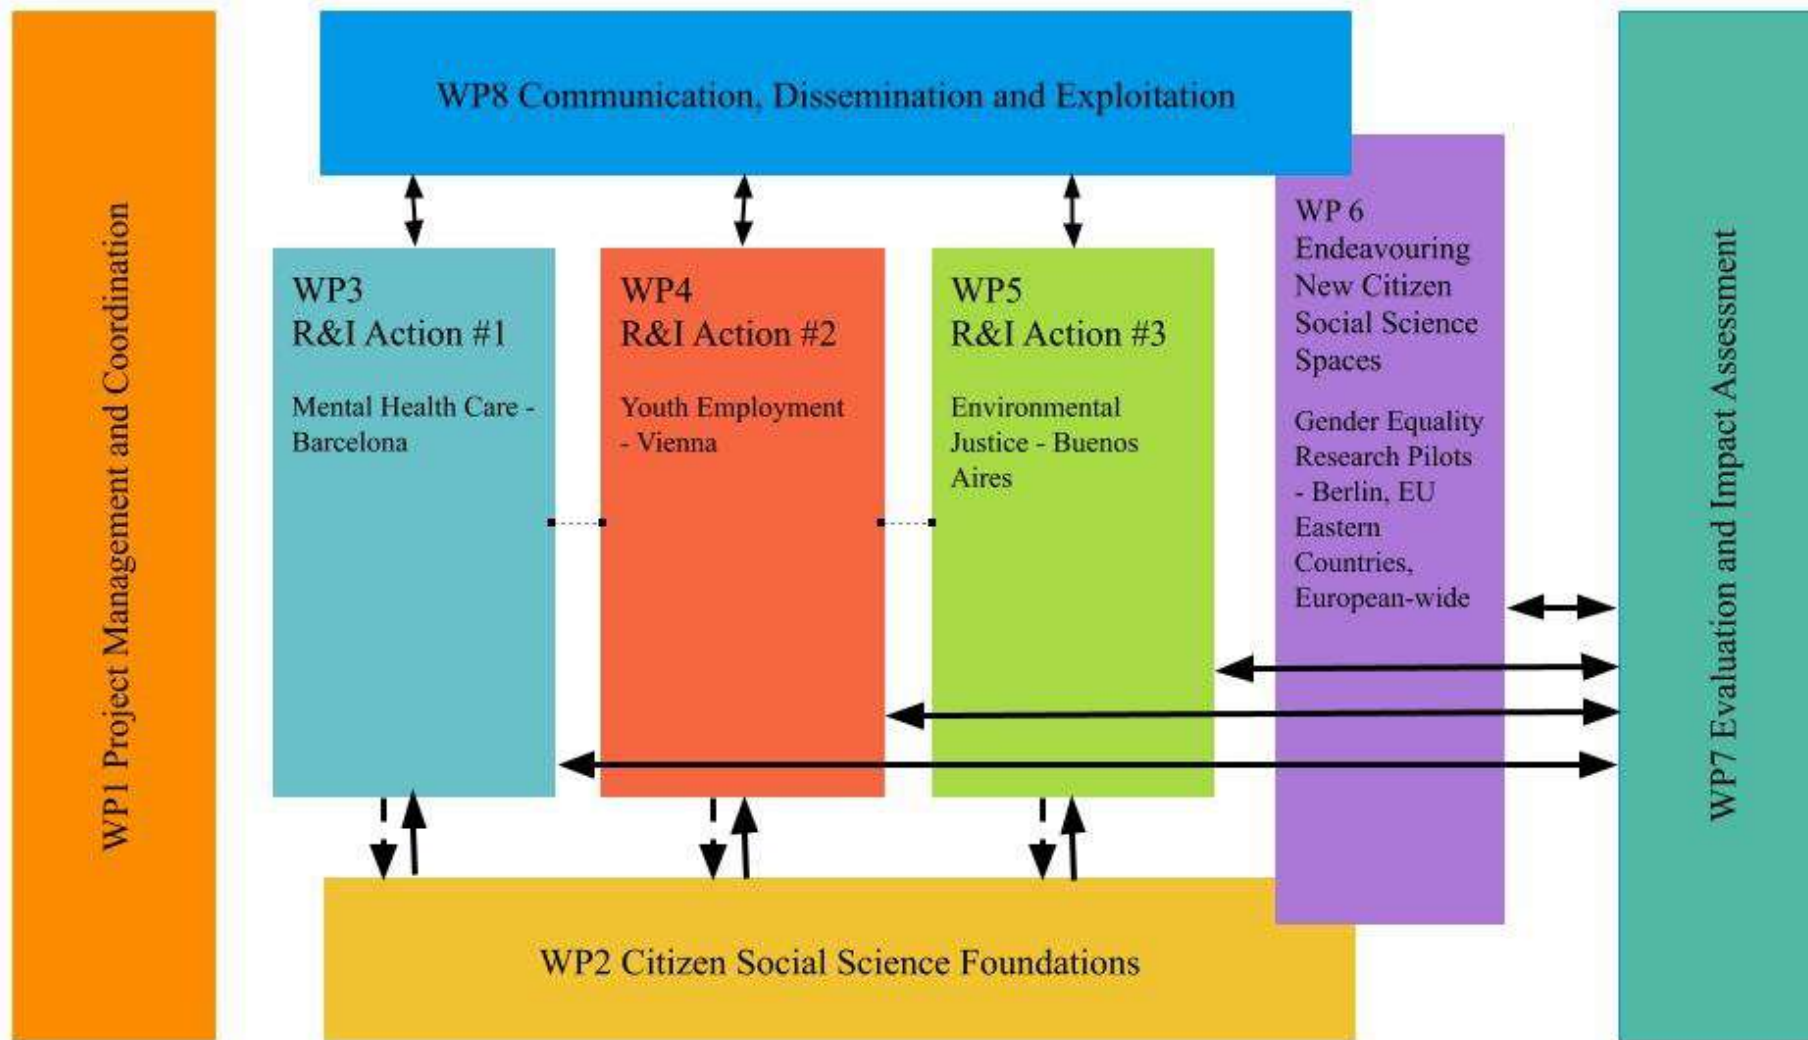 WP1 Project Management and Coordination
WP8 Communication, Dissemination and Exploitation
WP3
R&I Action #1
Mental Health Care -
Barcelona
WP4
R&I Action #2
Youth Employment
- Vienna
WP5
R&I Action #3
Environmental
Justice - Buenos
Aires
WP 6
Endeavouring
New Citizen
Social Science
Spaces
Gender Equality
Research Pilots
- Berlin, EU
Eastern
Countries,
European-wide
WP7 Evaluation and Impact Assessment
WP2 Citizen Social Science Foundations